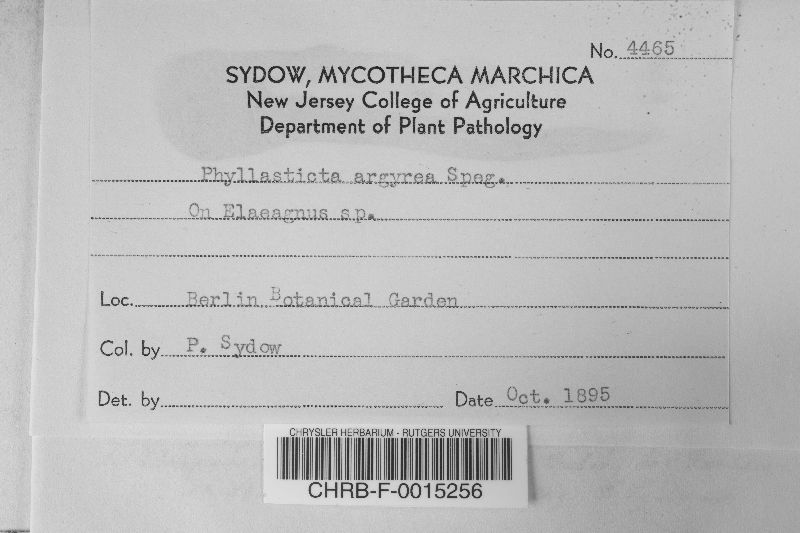 No. 4465
SYDOW, MYCOTHECA MARCHICA
New Jersey College of Agriculture
Department of Plant Pathology
Phyllasticta argyrea Speg.
On Elaeagnus sp.
Loc. Berlin Botanical Garden
Col. by P. Sydow
Det. by Date Oct. 1895
CHRYSLER HERBARIUM - RUTGERS UNIVERSITY
CHRB-F-0015256